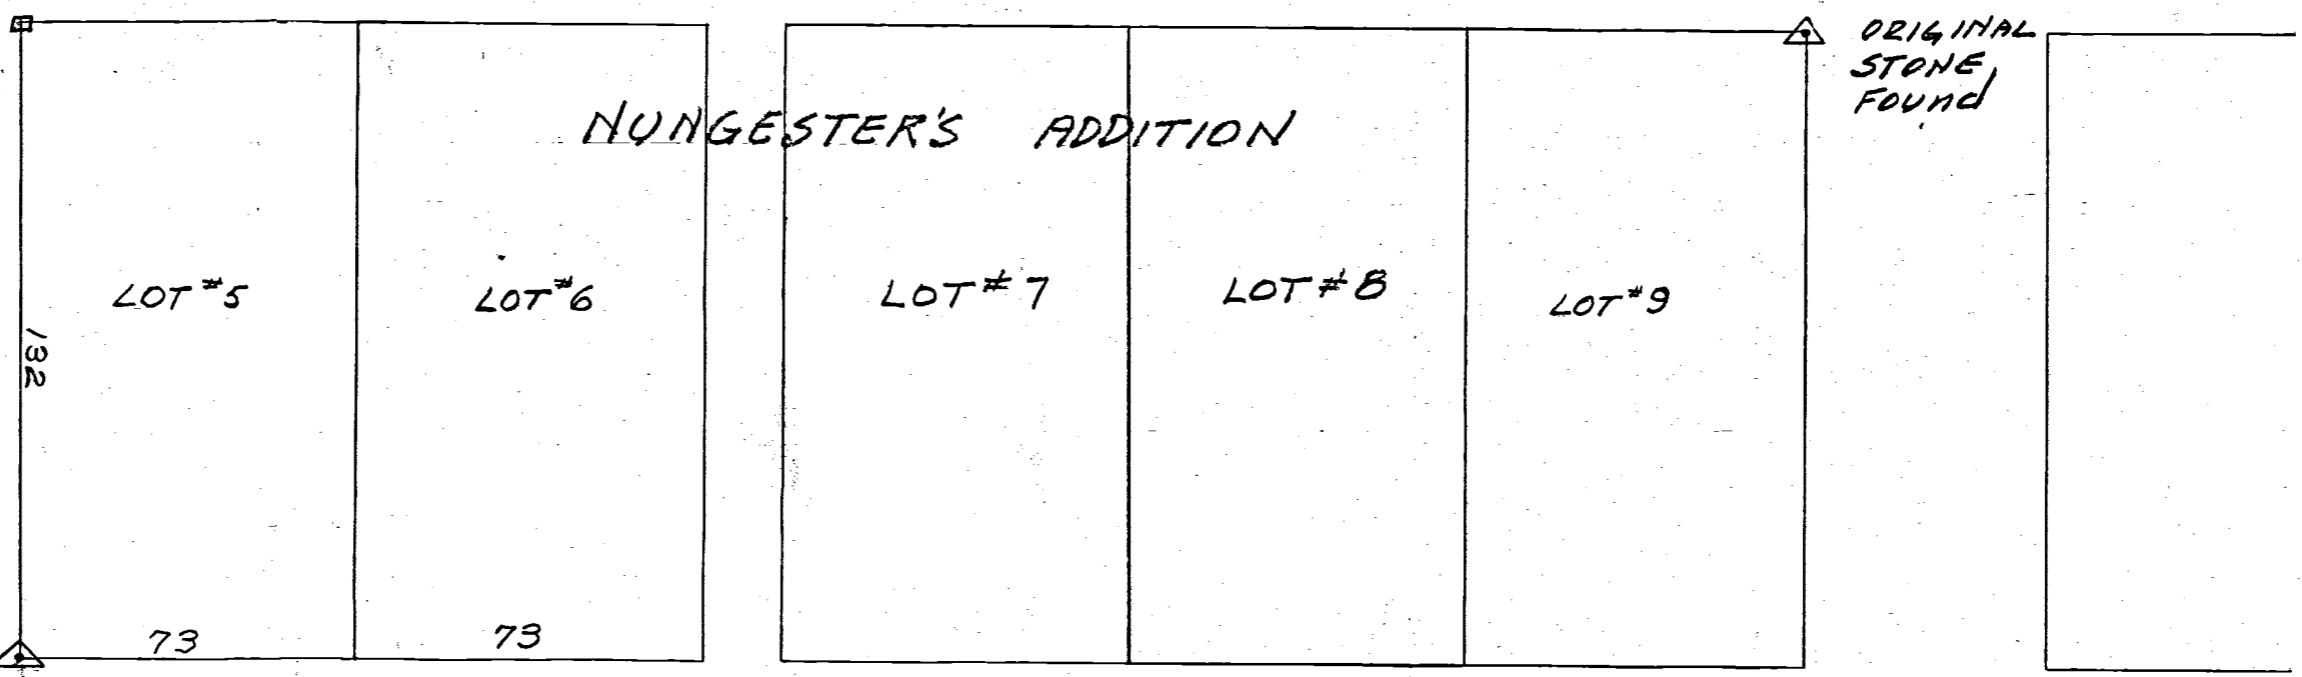 ORIGINAL
STONE
Found
NUNGESTER'S ADDITION
LOT #5
LOT #6
LOT # 7
LOT # 8
LOT #9
132
73
73